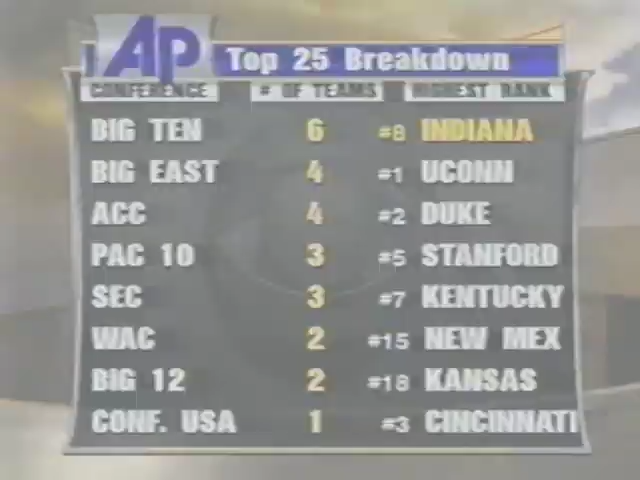 AP Top 25 Breakdown
CONFERENCE # OF TEAMS HIGHEST RANK
BIG TEN 6 #8 INDIANA
BIG EAST 4 #1 UCONN
ACC 4 #2 DUKE
PAC 10 3 #5 STANFORD
SEC 3 #7 KENTUCKY
WAC 2 #15 NEW MEX
BIG 12 2 #18 KANSAS
CONF. USA 1 #3 CINCINNATI